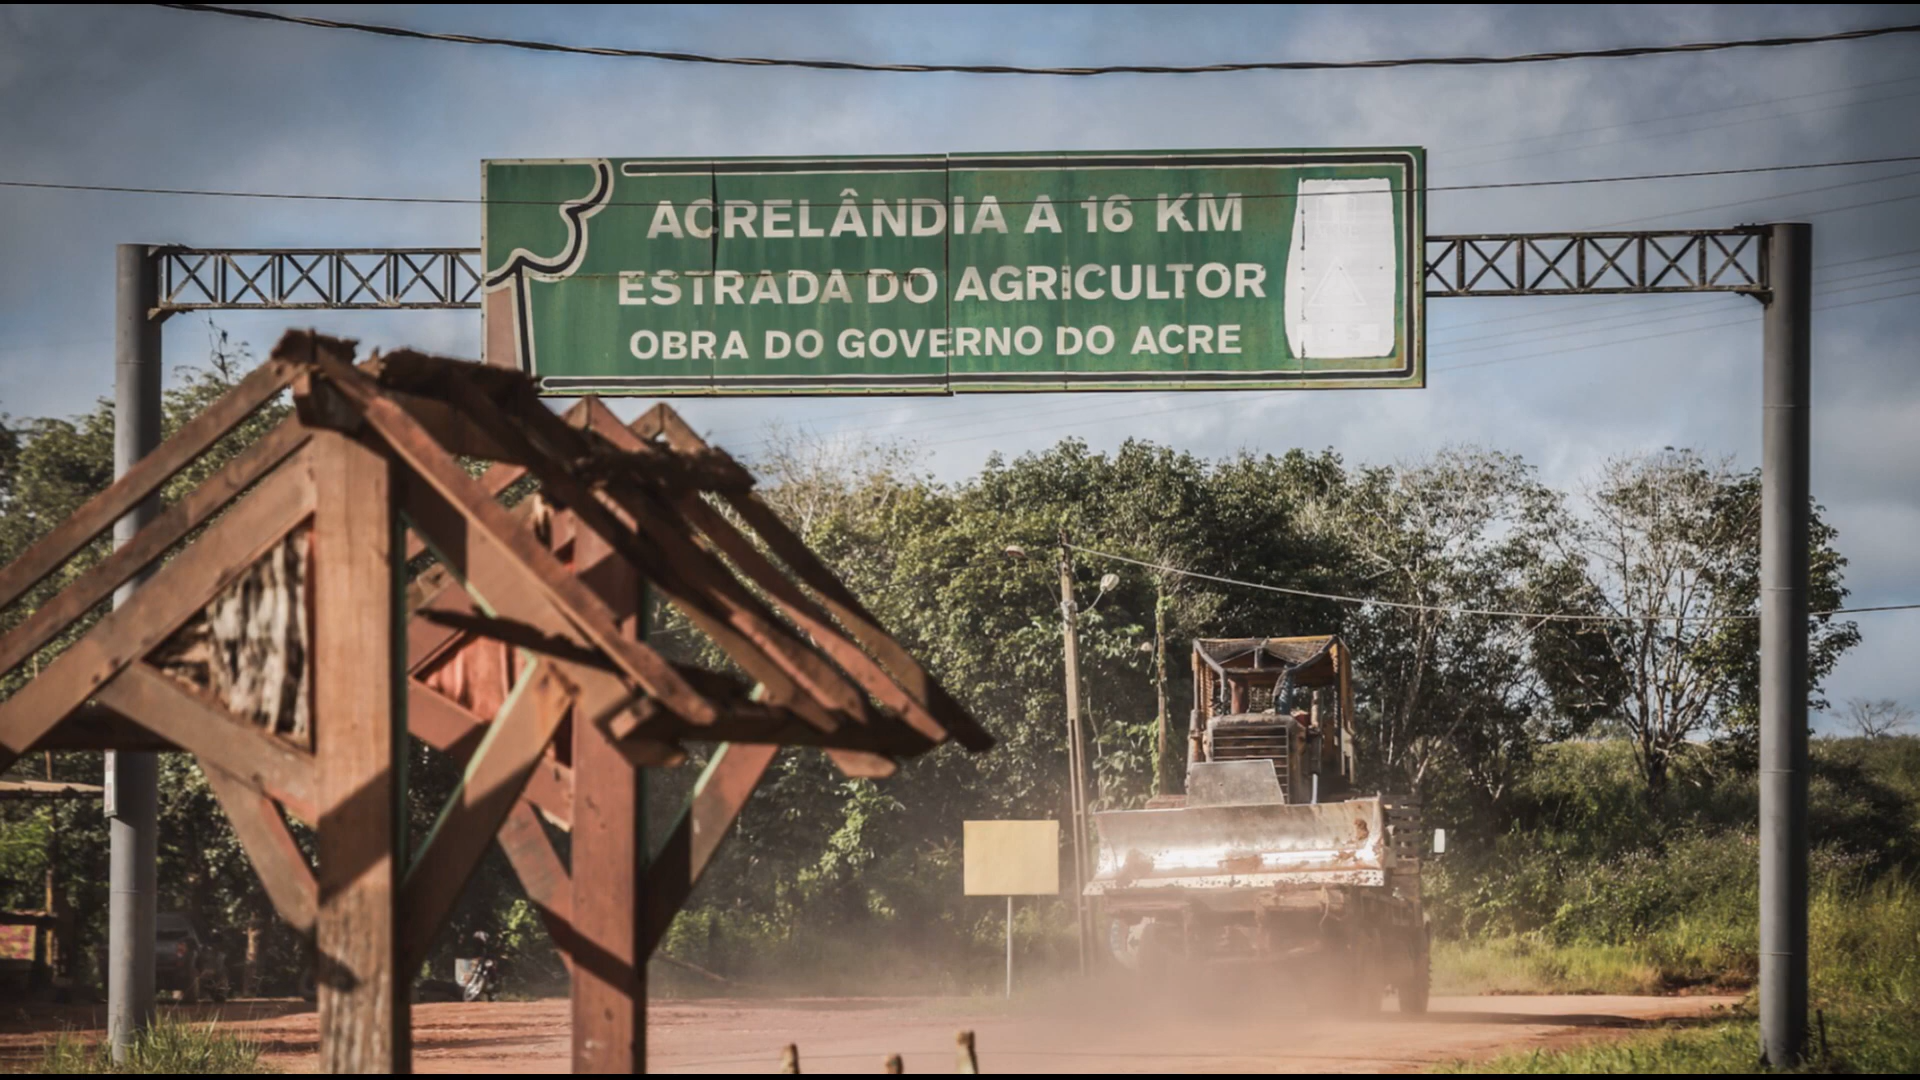 ACRELÂNDIA A 16 KM
ESTRADA DO AGRICULTOR
OBRA DO GOVERNO DO ACRE